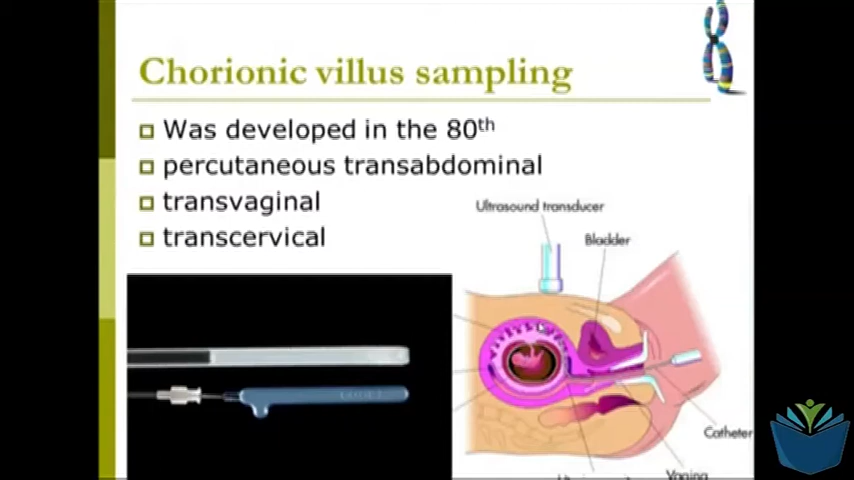 Chorionic villus sampling
Was developed in the 80th
percutaneous transabdominal
transvaginal
transcervical
Ultrasound transducer
Bladder
Catheter
Vagina